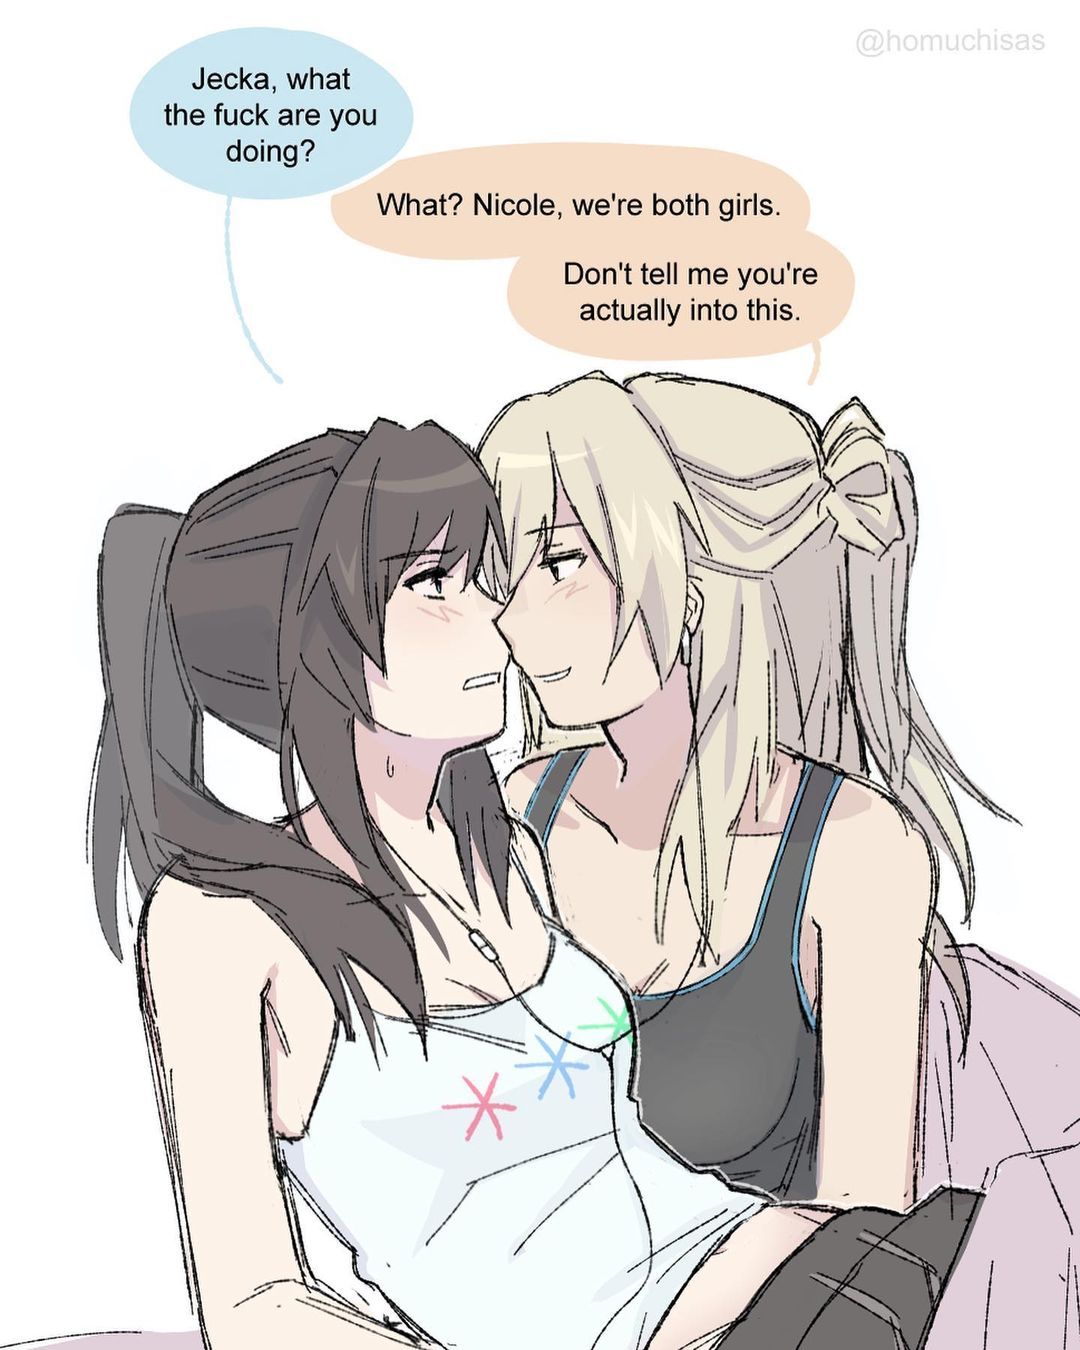 @homuchisas
Jecka, what
the fuck are you
doing?
What? Nicole, we're both girls.
Don't tell me you're
actually into this.